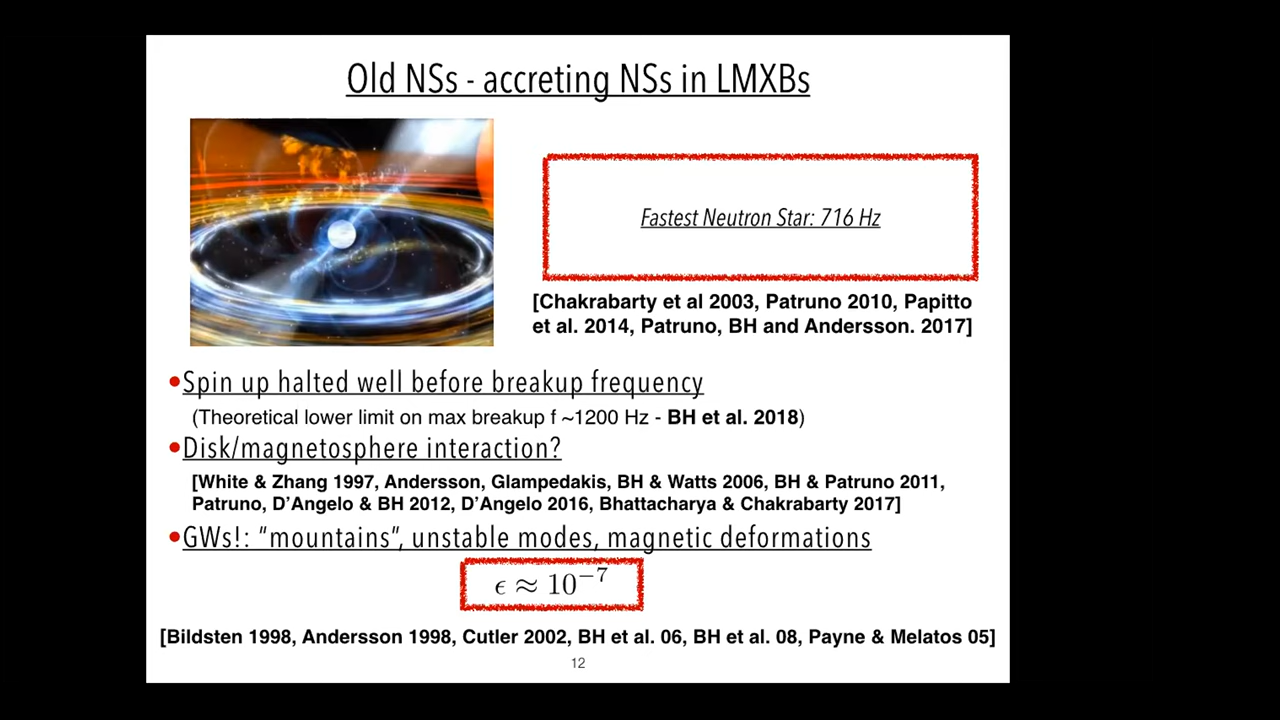 Old NSs - accreting NSs in LMXBs
Fastest Neutron Star: 716 Hz
[Chakrabarty et al 2003, Patruno 2010, Papitto
et al. 2014, Patruno, BH and Andersson. 2017]
•Spin up halted well before breakup frequency
(Theoretical lower limit on max breakup f ~1200 Hz - BH et al. 2018)
•Disk/magnetosphere interaction?
[White & Zhang 1997, Andersson, Glampedakis, BH & Watts 2006, BH & Patruno 2011,
Patruno, D’Angelo & BH 2012, D’Angelo 2016, Bhattacharya & Chakrabarty 2017]
•GWs!: “mountains”, unstable modes, magnetic deformations
ϵ ≈ 10⁻⁷
[Bildsten 1998, Andersson 1998, Cutler 2002, BH et al. 06, BH et al. 08, Payne & Melatos 05]
12